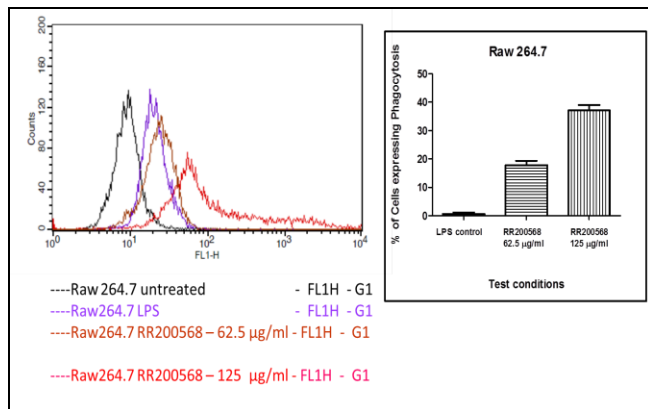 200
160
120
80
40
0
Counts
10^0 10^1 10^2 10^3 10^4
FL1-H
----Raw 264.7 untreated - FL1H - G1
----Raw264.7 LPS - FL1H - G1
----Raw264.7 RR200568 – 62.5 µg/ml - FL1H - G1
----Raw264.7 RR200568 – 125 µg/ml - FL1H - G1
Raw 264.7
% of Cells expressing Phagocytosis
50
40
30
20
10
0
LPS control RR200568 RR200568
62.5 µg/ml 125 µg/ml
Test conditions